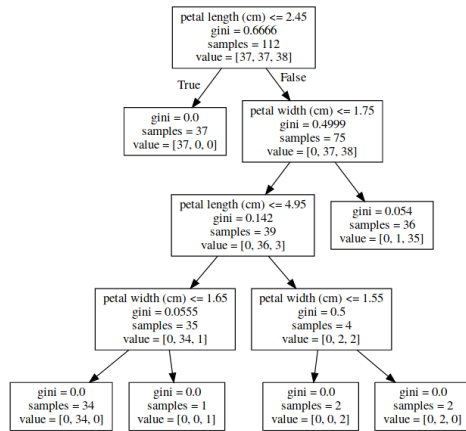 petal length (cm) <= 2.45
gini = 0.6666
samples = 112
value = [37, 37, 38]
True
False
gini = 0.0
samples = 37
value = [37, 0, 0]
petal width (cm) <= 1.75
gini = 0.4999
samples = 75
value = [0, 37, 38]
petal length (cm) <= 4.95
gini = 0.142
samples = 39
value = [0, 36, 3]
gini = 0.054
samples = 36
value = [0, 1, 35]
petal width (cm) <= 1.65
gini = 0.0555
samples = 35
value = [0, 34, 1]
petal width (cm) <= 1.55
gini = 0.5
samples = 4
value = [0, 2, 2]
gini = 0.0
samples = 34
value = [0, 34, 0]
gini = 0.0
samples = 1
value = [0, 0, 1]
gini = 0.0
samples = 2
value = [0, 0, 2]
gini = 0.0
samples = 2
value = [0, 2, 0]